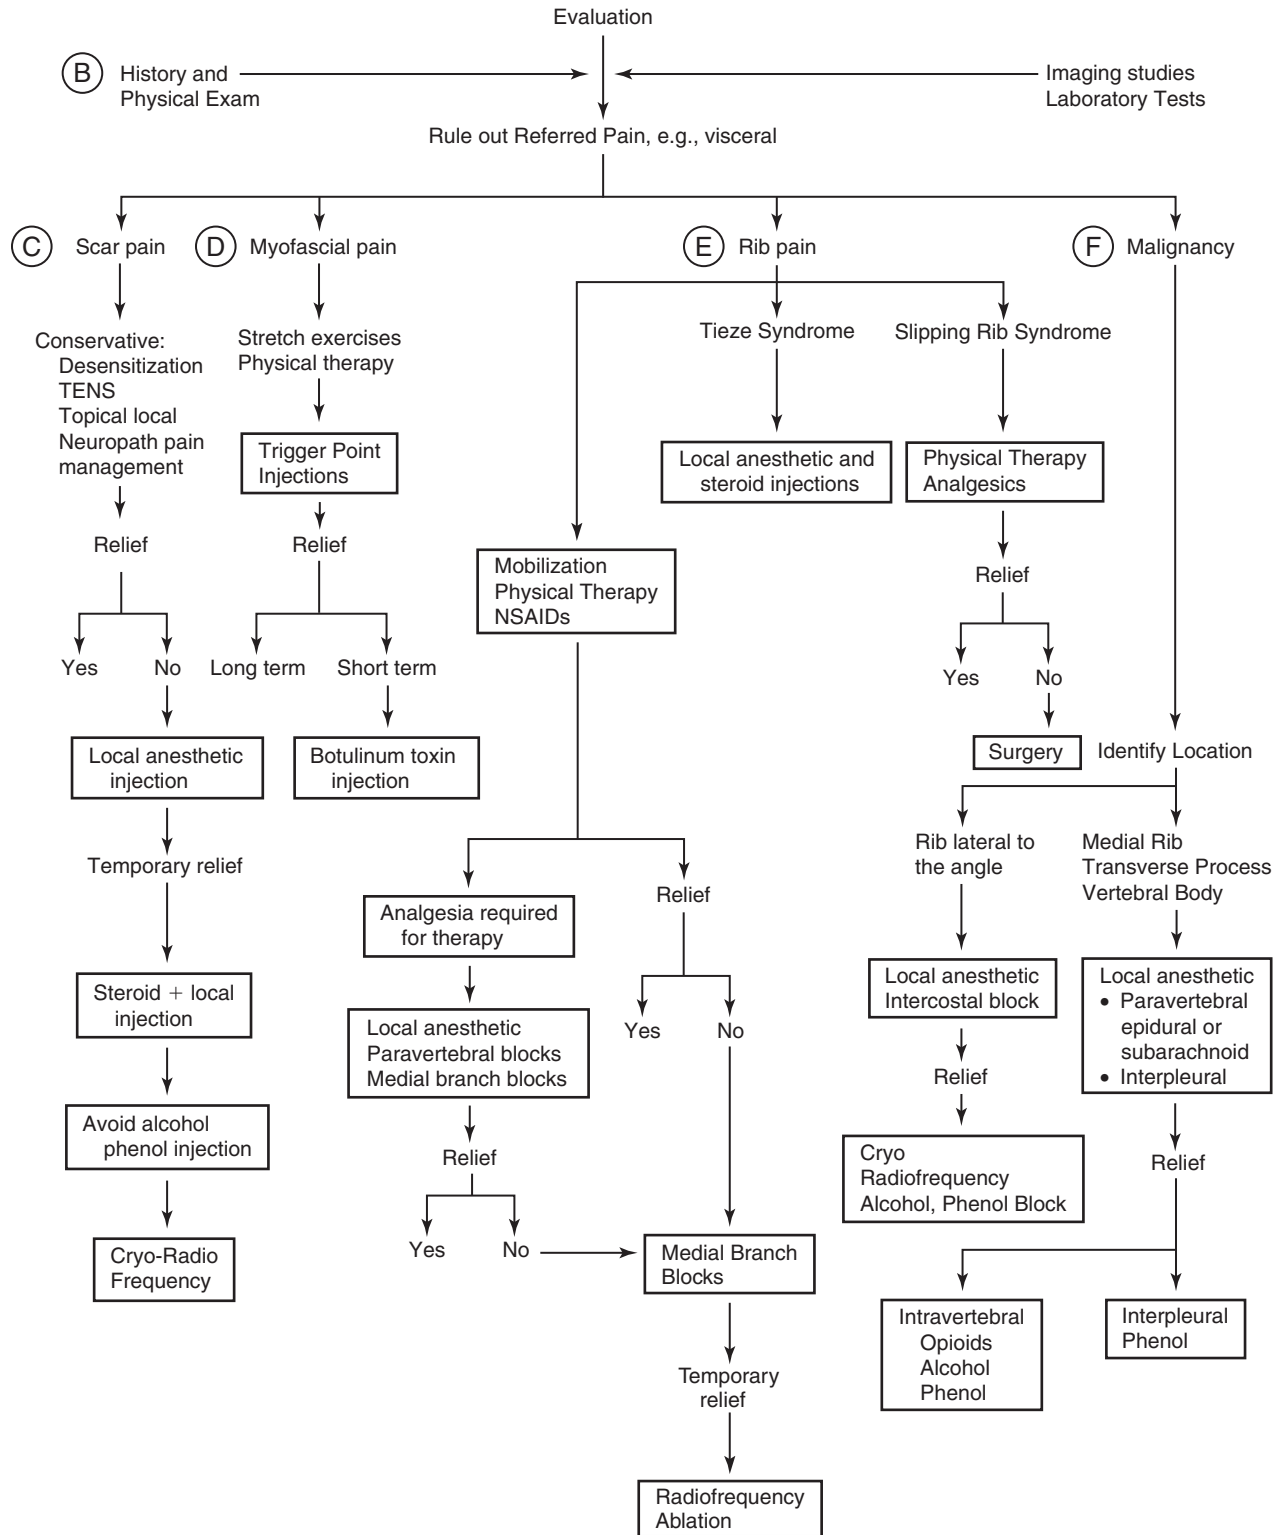 Evaluation
B
History and
Physical Exam
Imaging studies
Laboratory Tests
Rule out Referred Pain, e.g., visceral
C
Scar pain
D
Myofascial pain
E
Rib pain
F
Malignancy
Conservative:
Desensitization
TENS
Topical local
Neuropath pain
management
Relief
Yes
No
Local anesthetic
injection
Temporary relief
Steroid + local
injection
Avoid alcohol
phenol injection
Cryo-Radio
Frequency
Stretch exercises
Physical therapy
Trigger Point
Injections
Relief
Long term
Short term
Botulinum toxin
injection
Mobilization
Physical Therapy
NSAIDs
Analgesia required
for therapy
Local anesthetic
Paravertebral blocks
Medial branch blocks
Relief
Yes
No
Relief
Yes
No
Medial Branch
Blocks
Temporary
relief
Radiofrequency
Ablation
Tieze Syndrome
Local anesthetic and
steroid injections
Slipping Rib Syndrome
Physical Therapy
Analgesics
Relief
Yes
No
Surgery
Identify Location
Rib lateral to
the angle
Local anesthetic
Intercostal block
Relief
Cryo
Radiofrequency
Alcohol, Phenol Block
Medial Rib
Transverse Process
Vertebral Body
Local anesthetic
• Paravertebral
epidural or
subarachnoid
• Interpleural
Relief
Intravertebral
Opioids
Alcohol
Phenol
Interpleural
Phenol